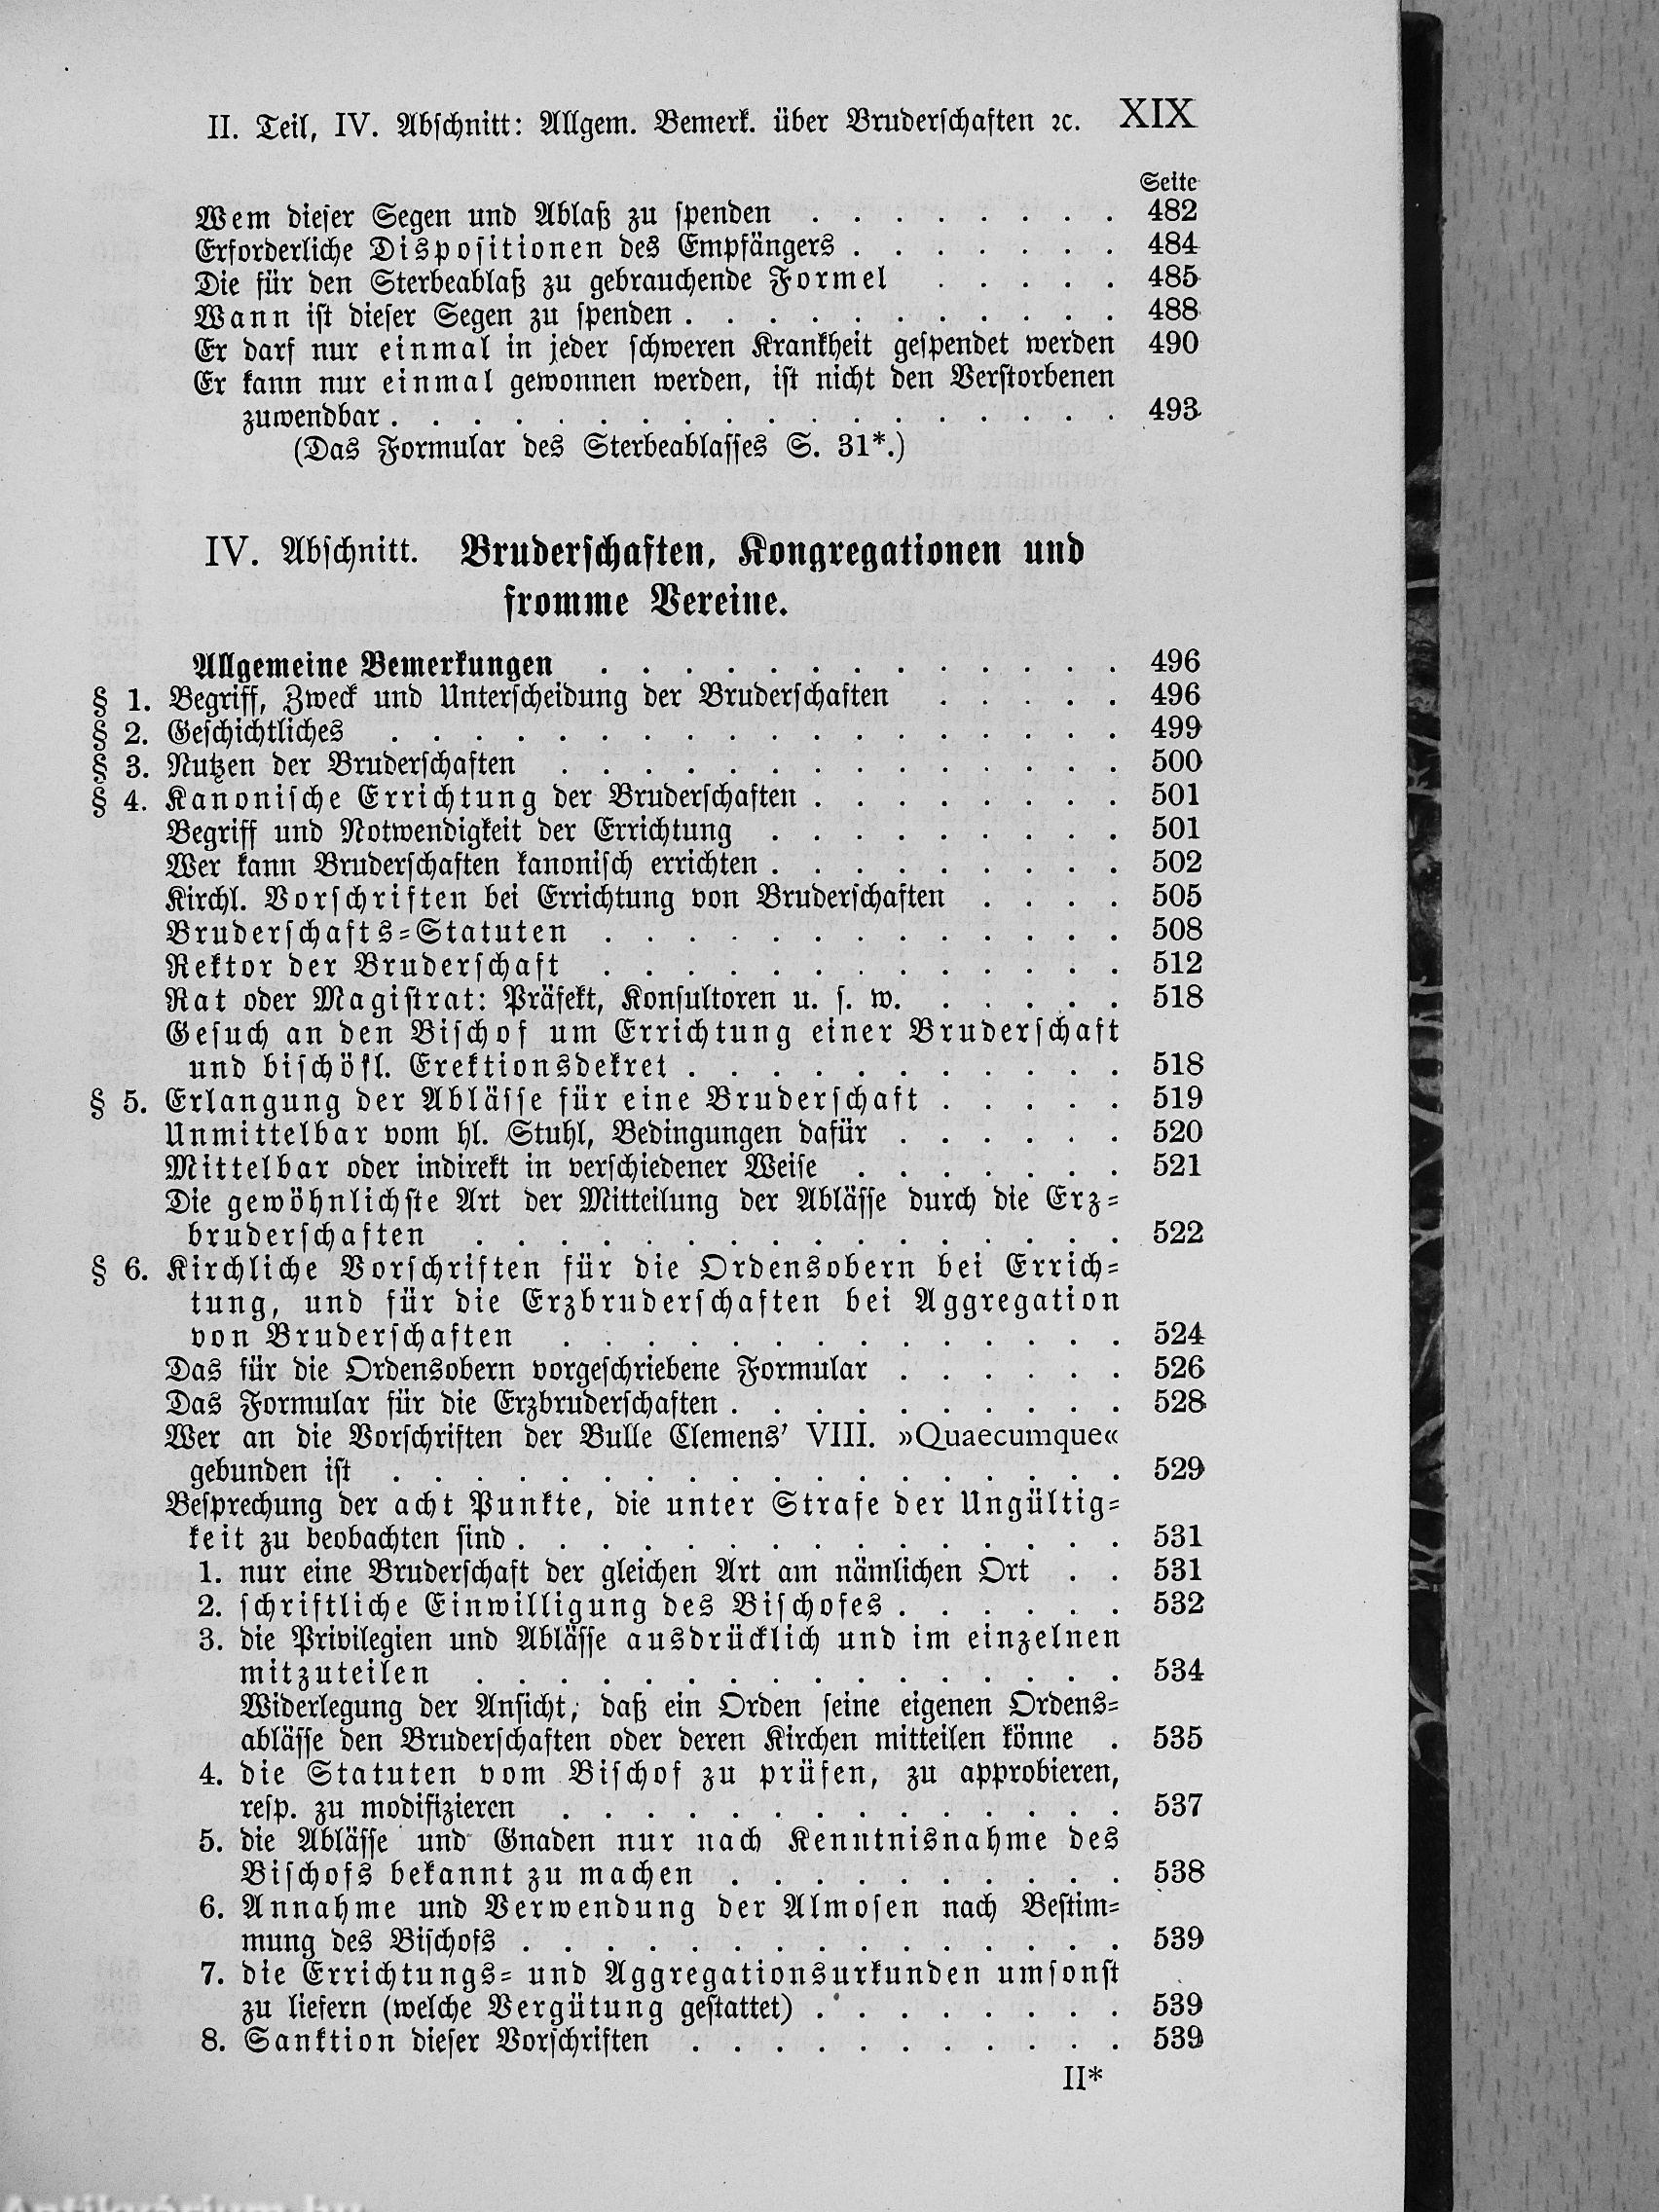 II. Teil, IV. Abschnitt: Allgem. Bemerk. über Bruderschaften ꝛc. XIX
Seite
Wem dieser Segen und Ablaß zu spenden . . . . . . . . 482
Erforderliche Dispositionen des Empfängers . . . . . . . 484
Die für den Sterbeablaß zu gebrauchende Formel . . . . . 485
Wann ist dieser Segen zu spenden . . . . . . . . . . . 488
Er darf nur einmal in jeder schweren Krankheit gespendet werden 490
Er kann nur einmal gewonnen werden, ist nicht den Verstorbenen
zuwendbar . . . . . . . . . . . . . . . . . . 493
(Das Formular des Sterbeablasses S. 31*.)
IV. Abschnitt. Bruderschaften, Kongregationen und
fromme Vereine.
Allgemeine Bemerkungen . . . . . . . . . . . . . 496
§ 1. Begriff, Zweck und Unterscheidung der Bruderschaften . . . . . 496
§ 2. Geschichtliches . . . . . . . . . . . . . . . . . . 499
§ 3. Nutzen der Bruderschaften . . . . . . . . . . . . . . 500
§ 4. Kanonische Errichtung der Bruderschaften . . . . . . . . 501
Begriff und Notwendigkeit der Errichtung . . . . . . . . . 501
Wer kann Bruderschaften kanonisch errichten . . . . . . . . . 502
Kirchl. Vorschriften bei Errichtung von Bruderschaften . . . . 505
Bruderschafts-Statuten . . . . . . . . . . . . . 508
Rektor der Bruderschaft . . . . . . . . . . . . . 512
Rat oder Magistrat: Präfekt, Konsultoren u. s. w. . . . . . 518
Gesuch an den Bischof um Errichtung einer Bruderschaft
und bischöfl. Erektionsdekret . . . . . . . . . . . 518
§ 5. Erlangung der Ablässe für eine Bruderschaft . . . . . 519
Unmittelbar vom hl. Stuhl, Bedingungen dafür . . . . . . 520
Mittelbar oder indirekt in verschiedener Weise . . . . . . . 521
Die gewöhnlichste Art der Mitteilung der Ablässe durch die Erz-
bruderschaften . . . . . . . . . . . . . . . . 522
§ 6. Kirchliche Vorschriften für die Ordensobern bei Errich-
tung, und für die Erzbruderschaften bei Aggregation
von Bruderschaften . . . . . . . . . . . . . . 524
Das für die Ordensobern vorgeschriebene Formular . . . . . . 526
Das Formular für die Erzbruderschaften . . . . . . . . . . 528
Wer an die Vorschriften der Bulle Clemens' VIII. »Quaecumque«
gebunden ist . . . . . . . . . . . . . . . . . . 529
Besprechung der acht Punkte, die unter Strafe der Ungültig-
keit zu beobachten sind . . . . . . . . . . . . . . . 531
1. nur eine Bruderschaft der gleichen Art am nämlichen Ort . . 531
2. schriftliche Einwilligung des Bischofes . . . . . . 532
3. die Privilegien und Ablässe ausdrücklich und im einzelnen
mitzuteilen . . . . . . . . . . . . . . . . 534
Widerlegung der Ansicht, daß ein Orden seine eigenen Ordens-
ablässe den Bruderschaften oder deren Kirchen mitteilen könne . 535
4. die Statuten vom Bischof zu prüfen, zu approbieren,
resp. zu modifizieren . . . . . . . . . . . . . . 537
5. die Ablässe und Gnaden nur nach Kenntnisnahme des
Bischofs bekannt zu machen . . . . . . . . . . 538
6. Annahme und Verwendung der Almosen nach Bestim-
mung des Bischofs . . . . . . . . . . . . . . . 539
7. die Errichtungs- und Aggregationsurkunden umsonst
zu liefern (welche Vergütung gestattet) . . . . . . . . 539
8. Sanktion dieser Vorschriften . . . . . . . . . . . 539
II*